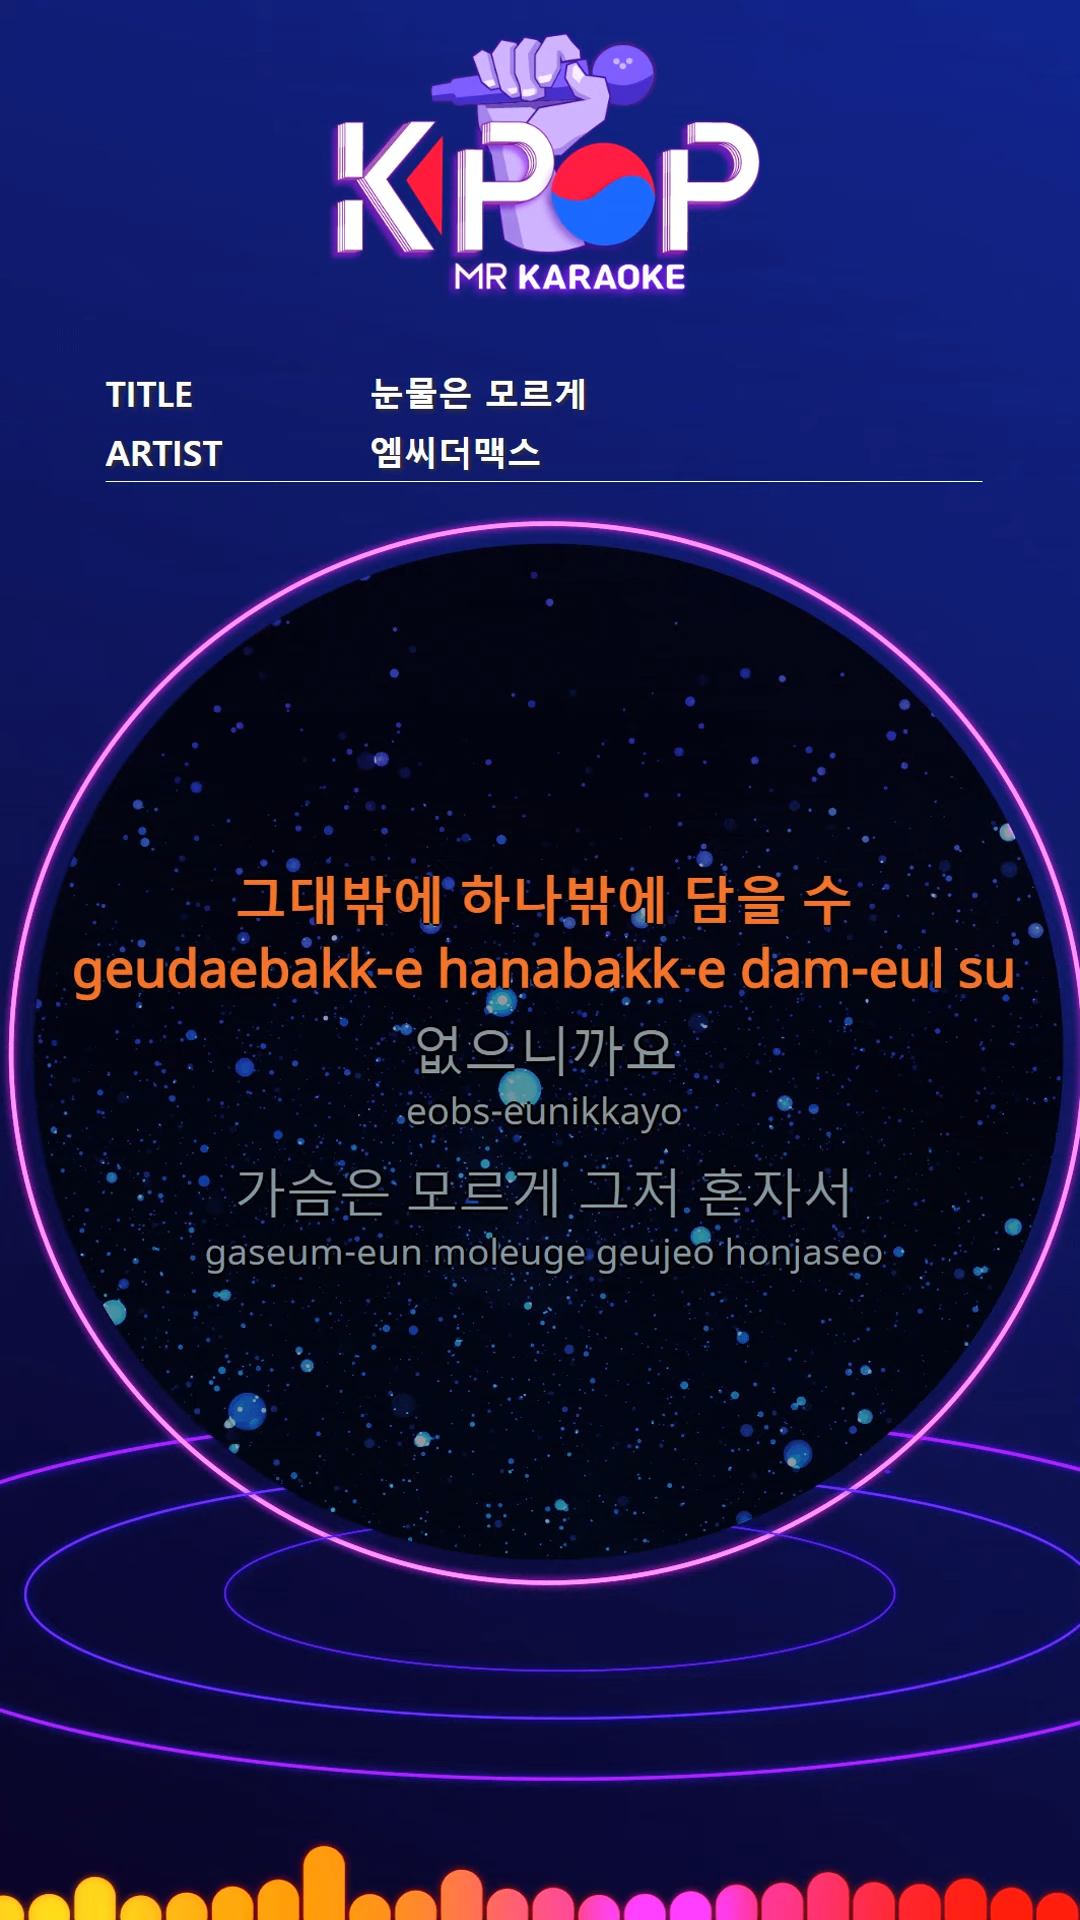 KPOP
MR KARAOKE
TITLE 눈물은 모르게
ARTIST 엠씨더맥스
그대밖에 하나밖에 담을 수
geudaebakk-e hanabakk-e dam-eul su
없으니까요
eobs-eunikkayo
가슴은 모르게 그저 혼자서
gaseum-eun moleuge geujeo honjaseo